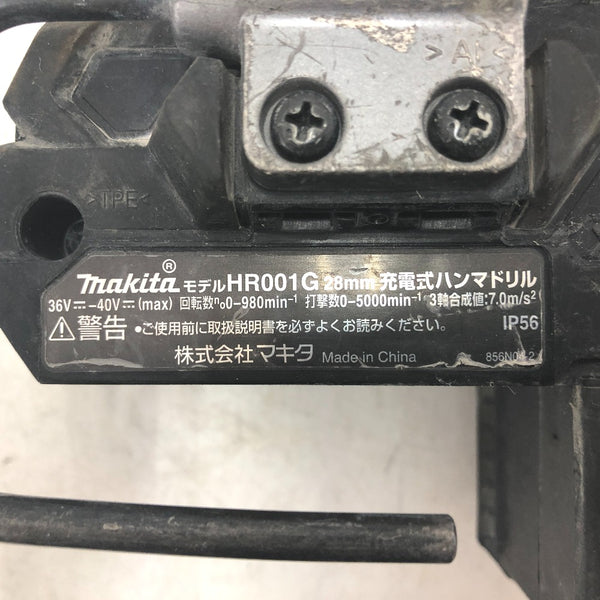 >AL<
>TPE<
makita® モデルHR001G 28mm 充電式ハンマドリル
36V⎓–40V⎓(max) 回転数n₀0-980min⁻¹ 打撃数0-5000min⁻¹ 3軸合成値:7.0m/s²
⚠警告 •ご使用前に取扱説明書を必ずよくお読みください。 IP56
株式会社マキタ Made in China